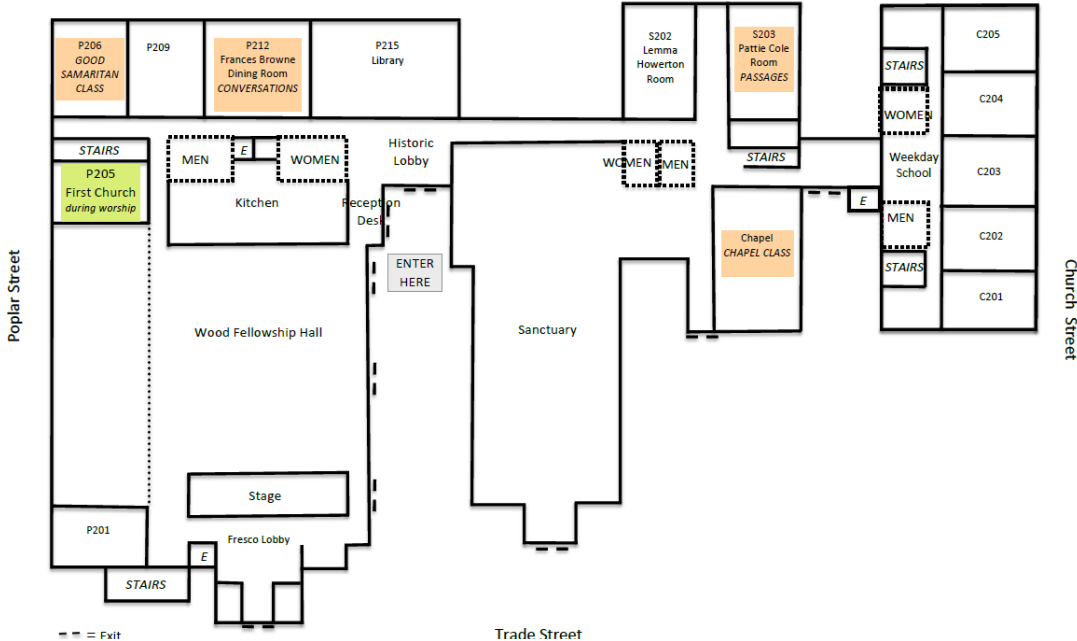 P206
GOOD
SAMARITAN
CLASS
P209
P212
Frances Browne
Dining Room
CONVERSATIONS
P215
Library
S202
Lemma
Howerton
Room
S203
Pattie Cole
Room
PASSAGES
STAIRS
C205
WOMEN
C204
STAIRS
P205
First Church
during worship
MEN
E
WOMEN
Kitchen
Historic
Lobby
Reception
Desk
ENTER
HERE
WOMEN
MEN
STAIRS
Weekday
School
C203
E
MEN
C202
Chapel
CHAPEL CLASS
STAIRS
C201
Poplar Street
Church Street
Wood Fellowship Hall
Sanctuary
Stage
P201
Fresco Lobby
E
STAIRS
= Exit
Trade Street